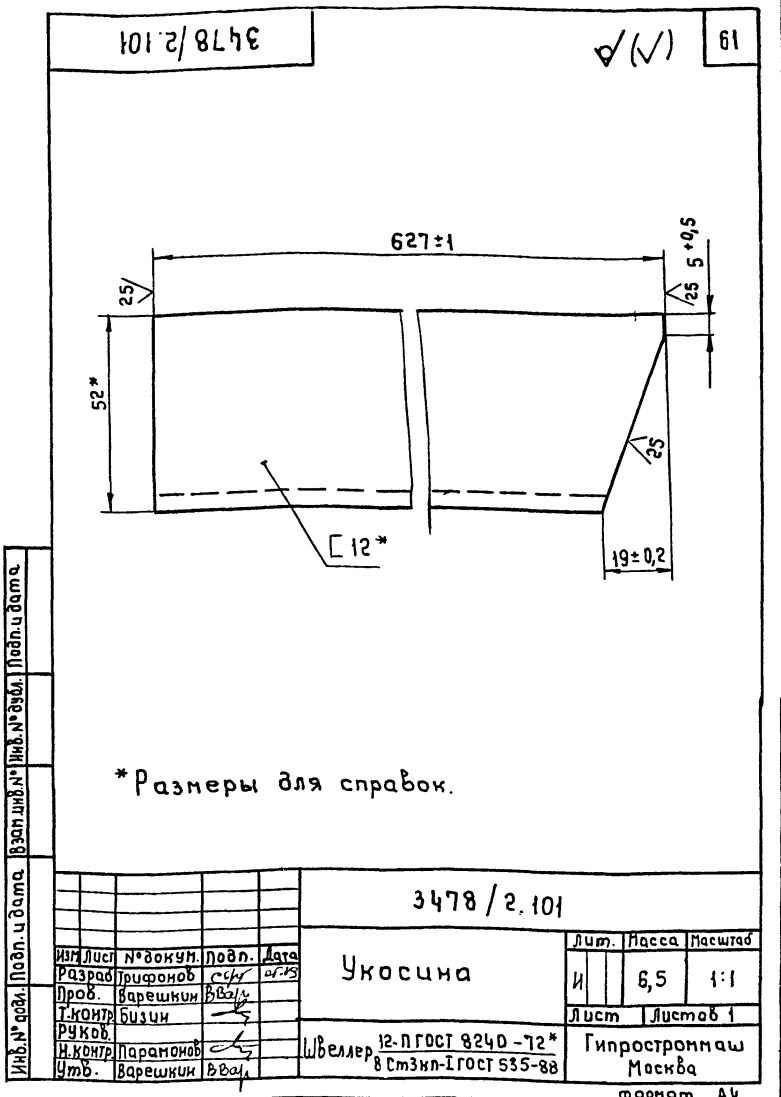 3478/2.101
√(√)
19
627±1
5 +0,5
25
25
52*
25
[12*
19±0,2
*Размеры для справок.
Инв.№ подл. Подп. и дата Взам.инв.№ Инв.№ дубл. Подп. и дата
3478/2.101
Изм Лист №докум. Подп. Дата
Разраб Трифонов
Пров. Варешкин
Т.контр Бизин
Руков.
Н.контр Парамонов
Утв. Варешкин
Укосина
Лит. Масса Масштаб
И 6,5 1:1
Лист Листов 1
Швеллер 12-П ГОСТ 8240-72*
В Ст3кп-I ГОСТ 535-88
Гипростроммаш
Москва
Формат А4